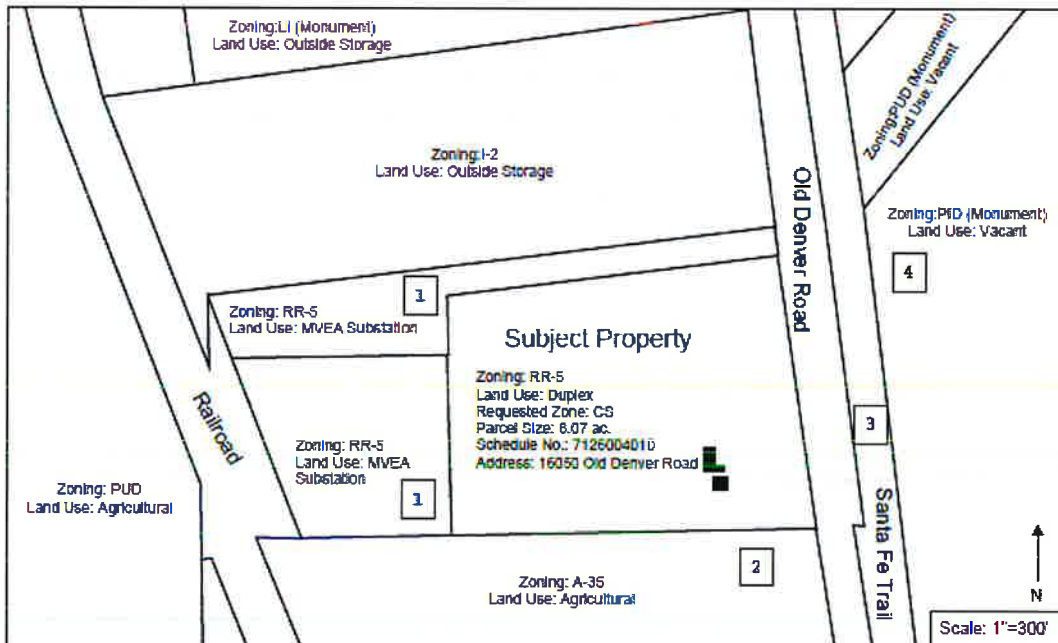 Zoning:LI (Monument)
Land Use: Outside Storage
Zoning:I-2
Land Use: Outside Storage
Zoning:PUD (Monument)
Land Use: Vacant
Old Denver Road
Zoning:PID (Monument)
Land Use: Vacant
4
1
Zoning: RR-5
Land Use: MVEA Substation
Subject Property
Zoning: RR-5
Land Use: Duplex
Requested Zone: CS
Parcel Size: 6.07 ac.
Schedule No.: 7126004010
Address: 16050 Old Denver Road
Railroad
3
Zoning: RR-5
Land Use: MVEA
Substation
1
Zoning: PUD
Land Use: Agricultural
Santa Fe Trail
2
Zoning: A-35
Land Use: Agricultural
N
Scale: 1"=300'